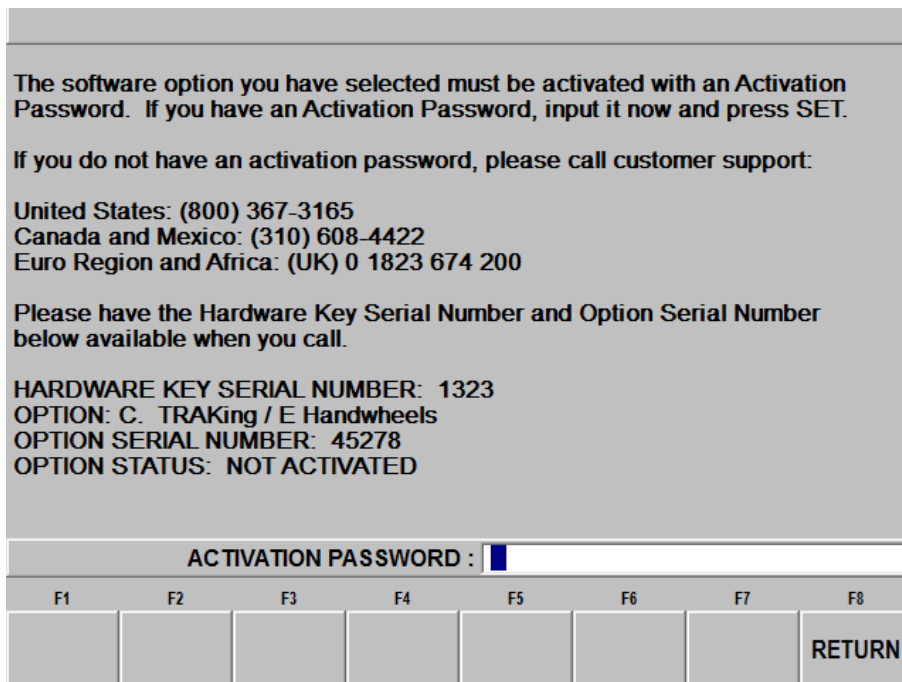 The software option you have selected must be activated with an Activation
Password.  If you have an Activation Password, input it now and press SET.
If you do not have an activation password, please call customer support:
United States: (800) 367-3165
Canada and Mexico: (310) 608-4422
Euro Region and Africa: (UK) 0 1823 674 200
Please have the Hardware Key Serial Number and Option Serial Number
below available when you call.
HARDWARE KEY SERIAL NUMBER:  1323
OPTION: C.  TRAKing / E Handwheels
OPTION SERIAL NUMBER:  45278
OPTION STATUS:  NOT ACTIVATED
ACTIVATION PASSWORD :
F1 F2 F3 F4 F5 F6 F7 F8
RETURN